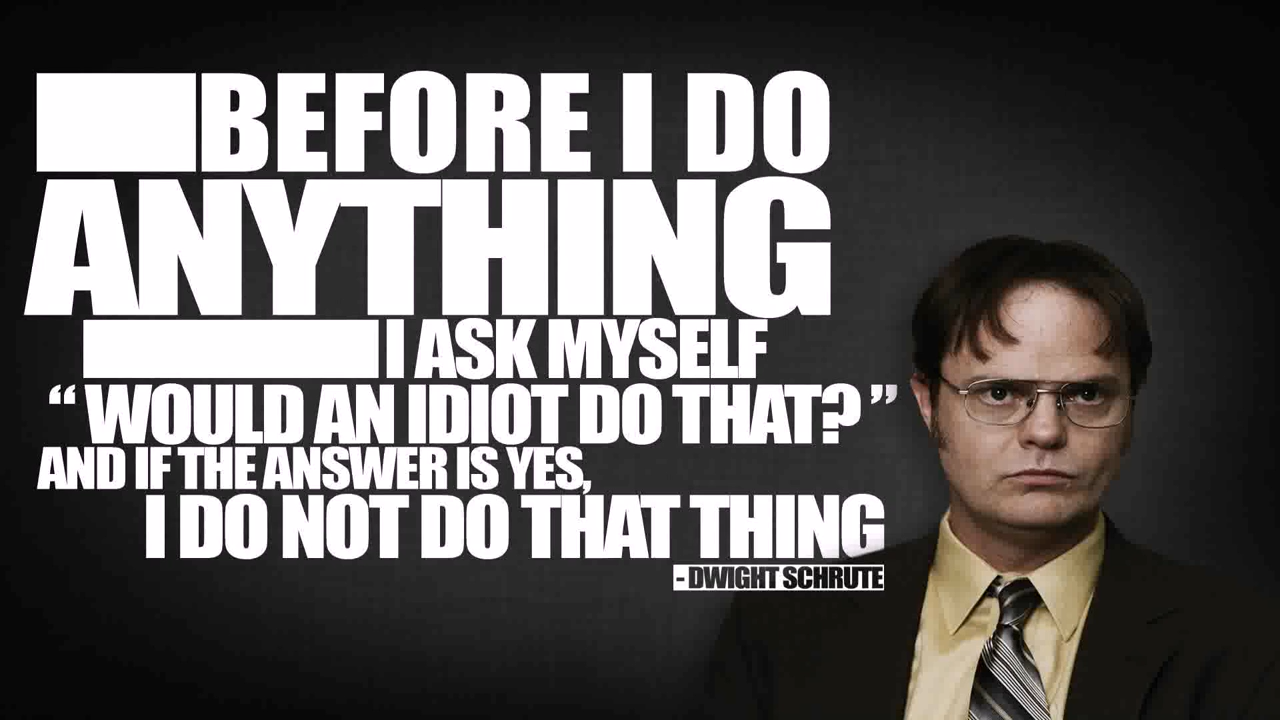 BEFORE I DO
ANYTHING
I ASK MYSELF
“ WOULD AN IDIOT DO THAT? ”
AND IF THE ANSWER IS YES,
I DO NOT DO THAT THING
- DWIGHT SCHRUTE